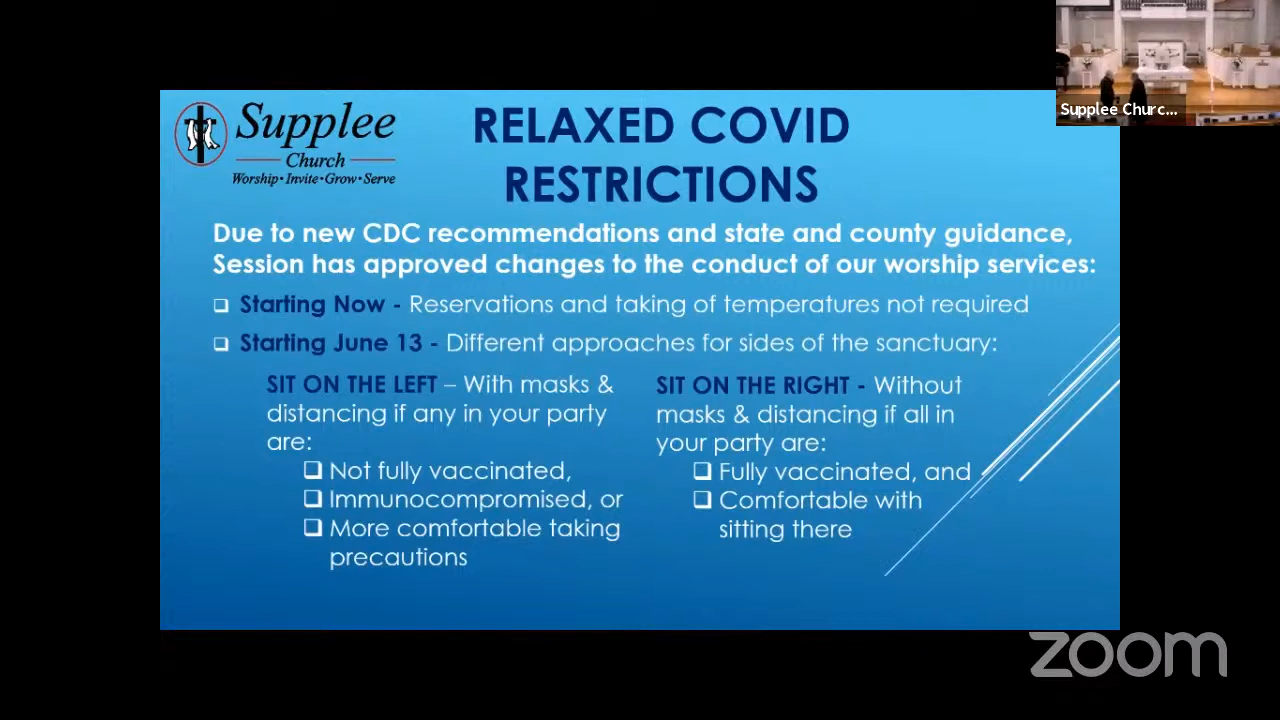 Supplee
Church
Worship•Invite•Grow•Serve
RELAXED COVID
RESTRICTIONS
Supplee Churc...
Due to new CDC recommendations and state and county guidance,
Session has approved changes to the conduct of our worship services:
Starting Now - Reservations and taking of temperatures not required
Starting June 13 - Different approaches for sides of the sanctuary:
SIT ON THE LEFT – With masks &
distancing if any in your party
are:
Not fully vaccinated,
Immunocompromised, or
More comfortable taking
precautions
SIT ON THE RIGHT - Without
masks & distancing if all in
your party are:
Fully vaccinated, and
Comfortable with
sitting there
zoom